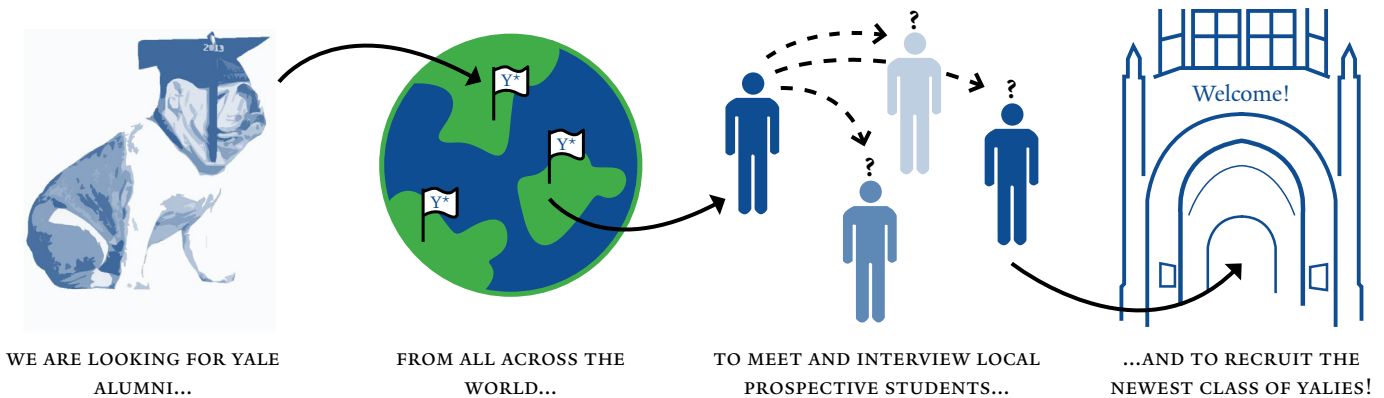 2013
Y*
Y*
Y*
?
?
?
Welcome!
WE ARE LOOKING FOR YALE
ALUMNI...
FROM ALL ACROSS THE
WORLD...
TO MEET AND INTERVIEW LOCAL
PROSPECTIVE STUDENTS...
...AND TO RECRUIT THE
NEWEST CLASS OF YALIES!